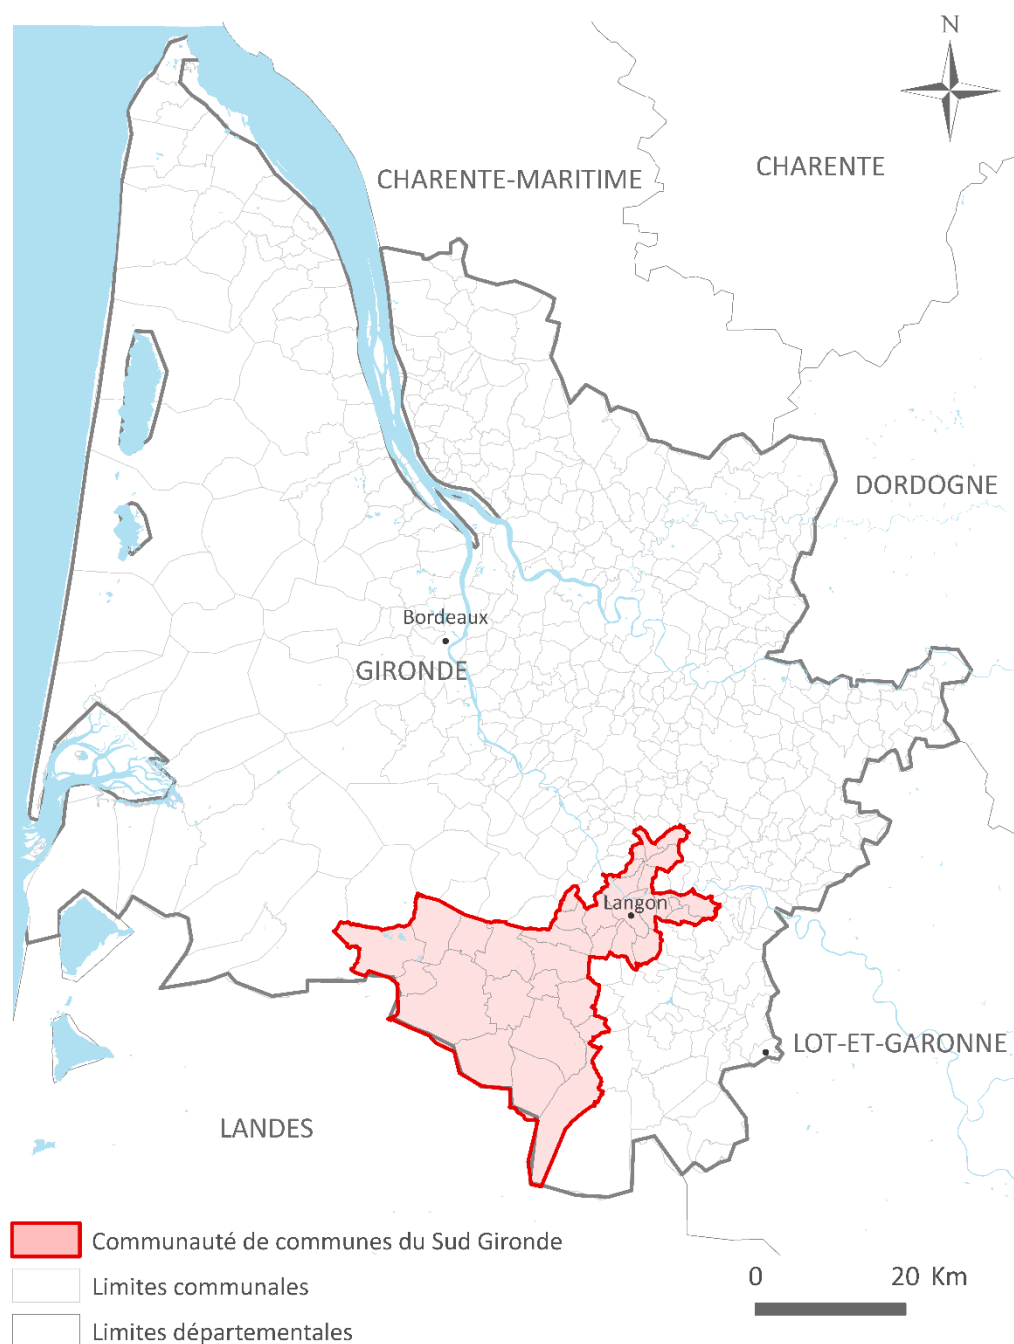 N
CHARENTE-MARITIME
CHARENTE
DORDOGNE
Bordeaux
GIRONDE
Langon
LOT-ET-GARONNE
LANDES
Communauté de communes du Sud Gironde
Limites communales
Limites départementales
0 20 Km